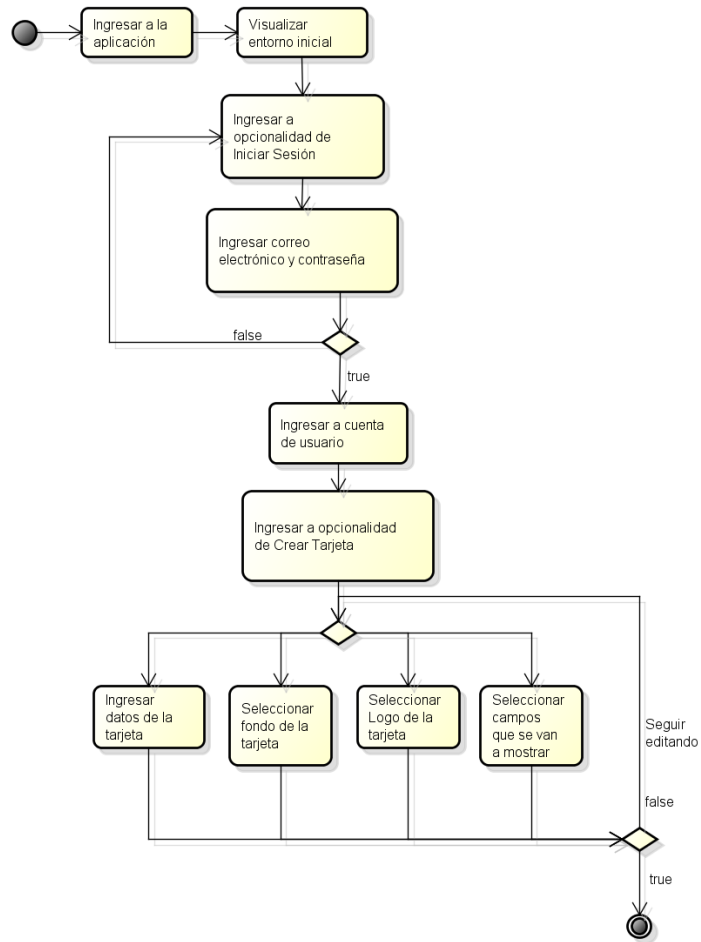 Ingresar a la
aplicación
Visualizar
entorno inicial
Ingresar a
opcionalidad de
Iniciar Sesión
Ingresar correo
electrónico y contraseña
false
true
Ingresar a cuenta
de usuario
Ingresar a opcionalidad
de Crear Tarjeta
Ingresar
datos de la
tarjeta
Seleccionar
fondo de la
tarjeta
Seleccionar
Logo de la
tarjeta
Seleccionar
campos
que se van
a mostrar
Seguir
editando
false
true